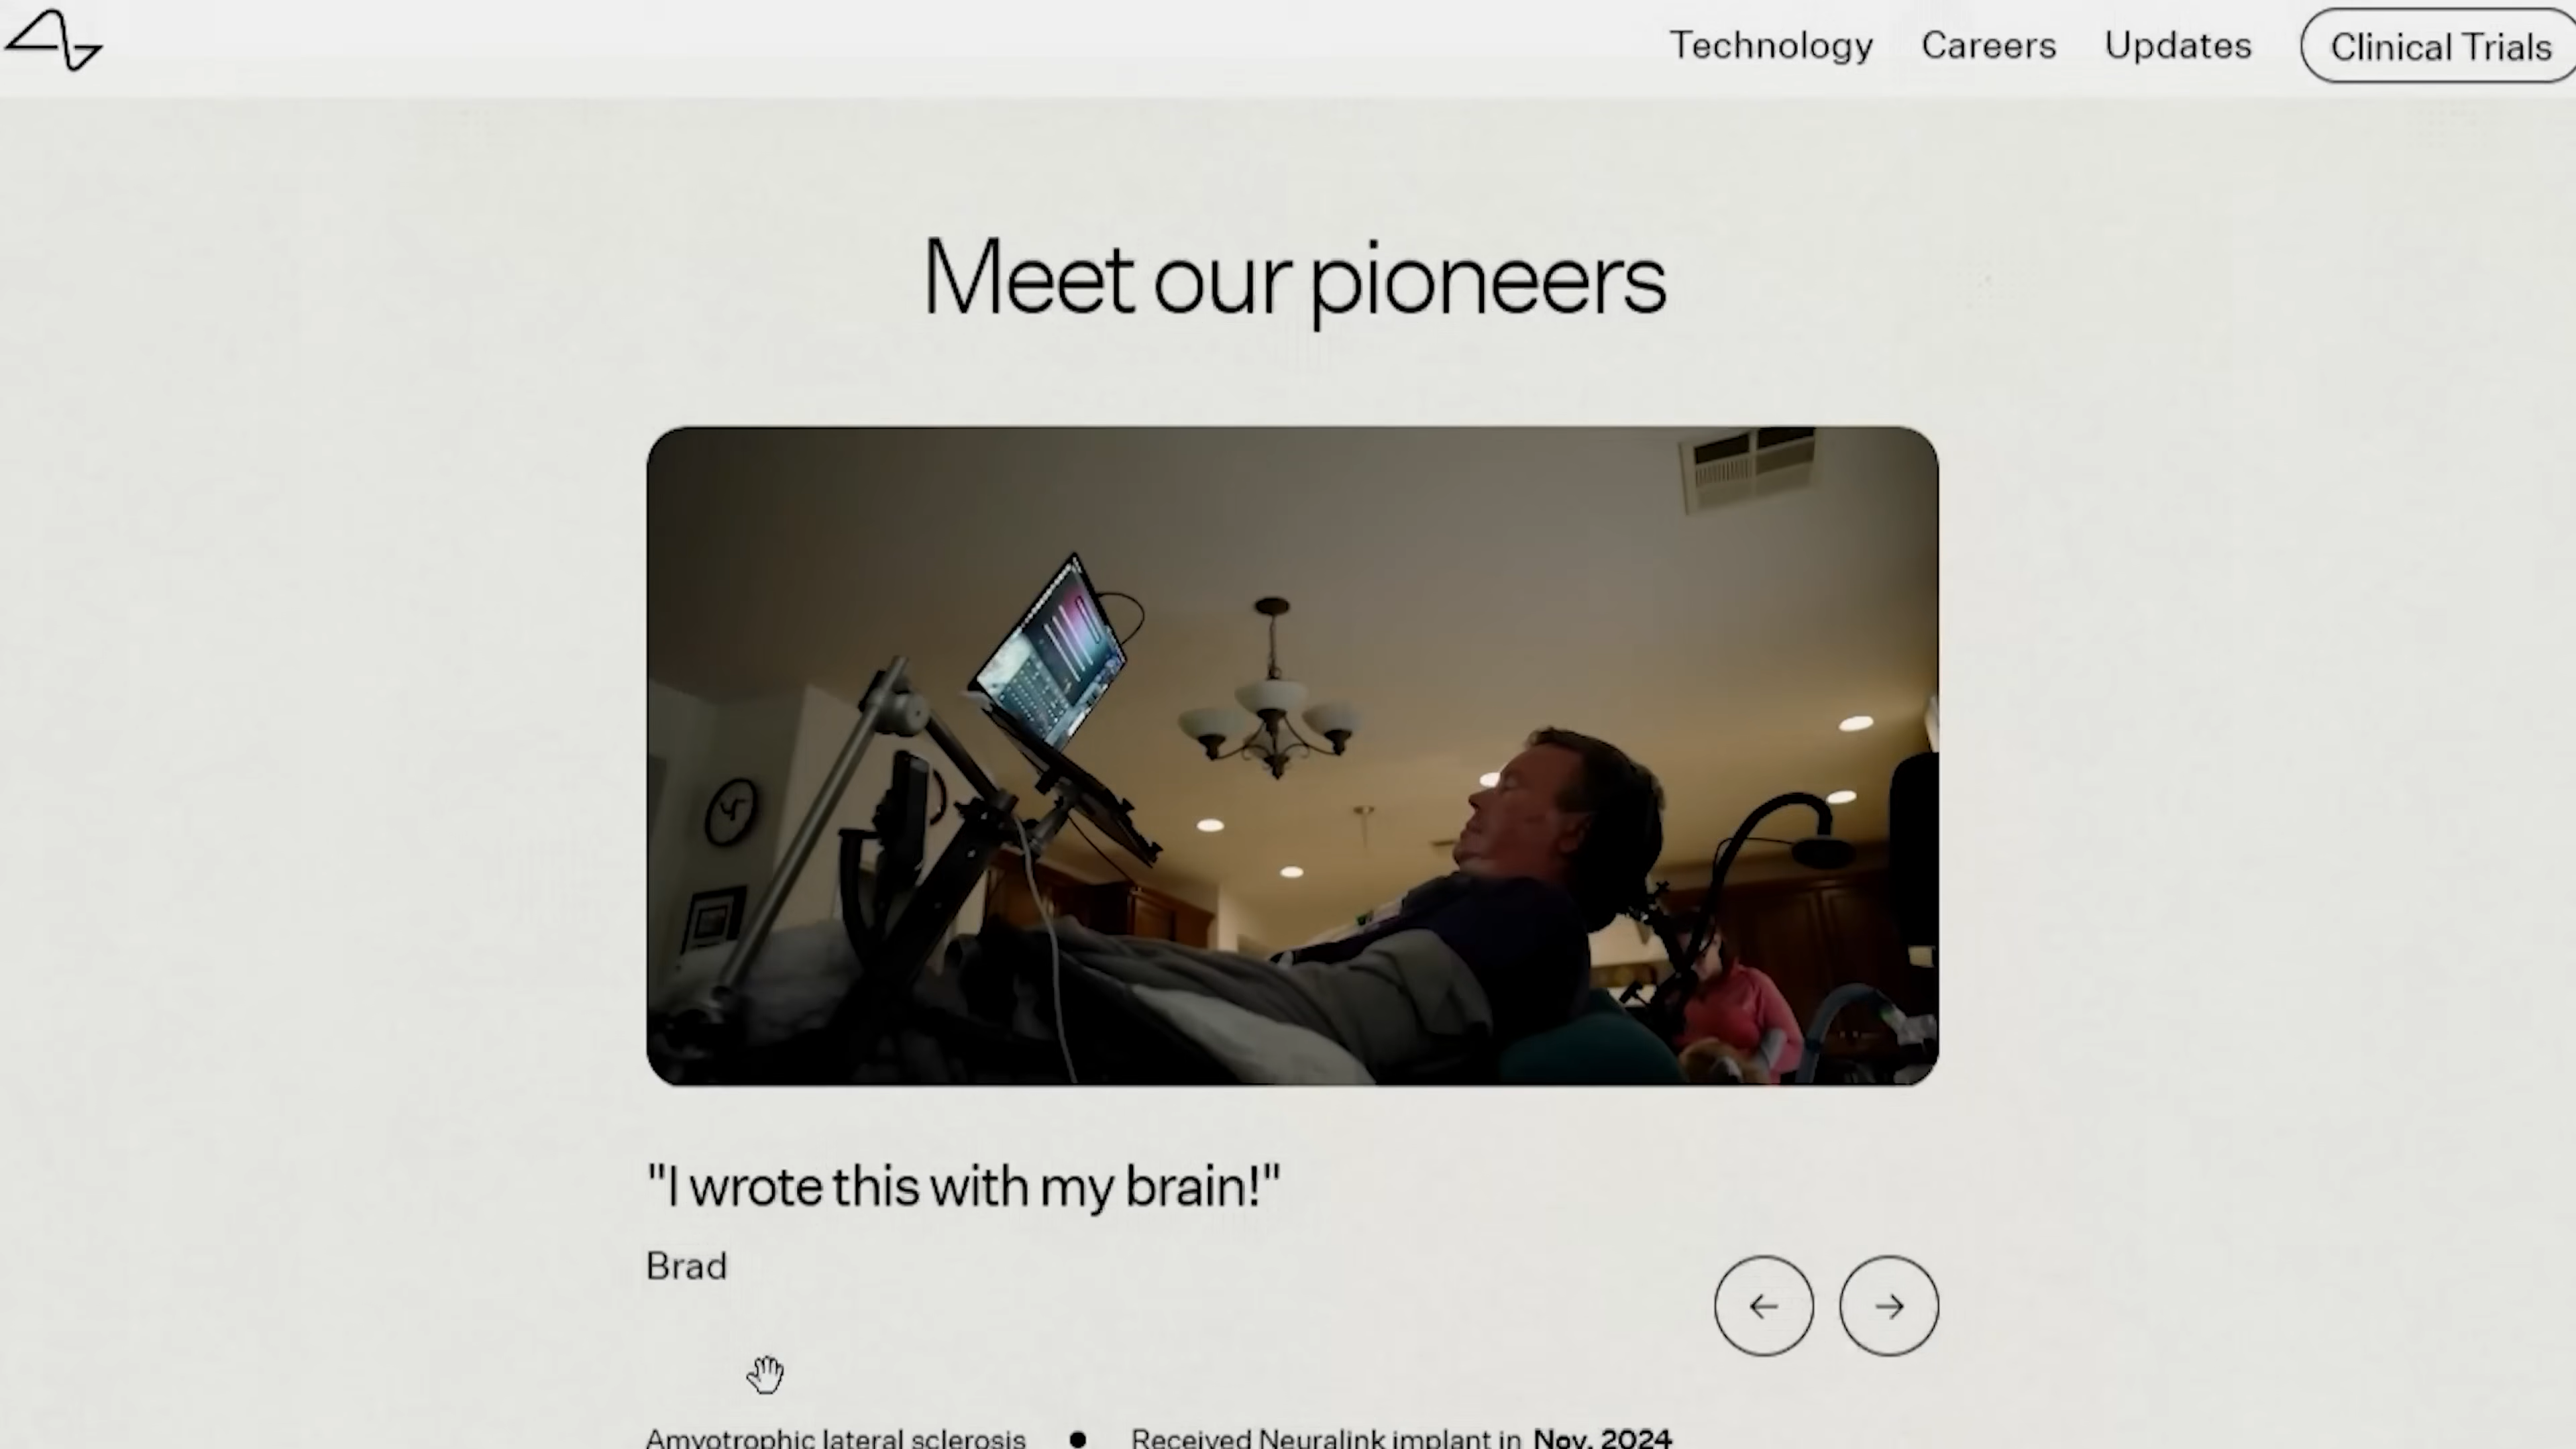 Technology Careers Updates Clinical Trials
Meet our pioneers
"I wrote this with my brain!"
Brad
Amyotrophic lateral sclerosis ● Received Neuralink implant in Nov. 2024